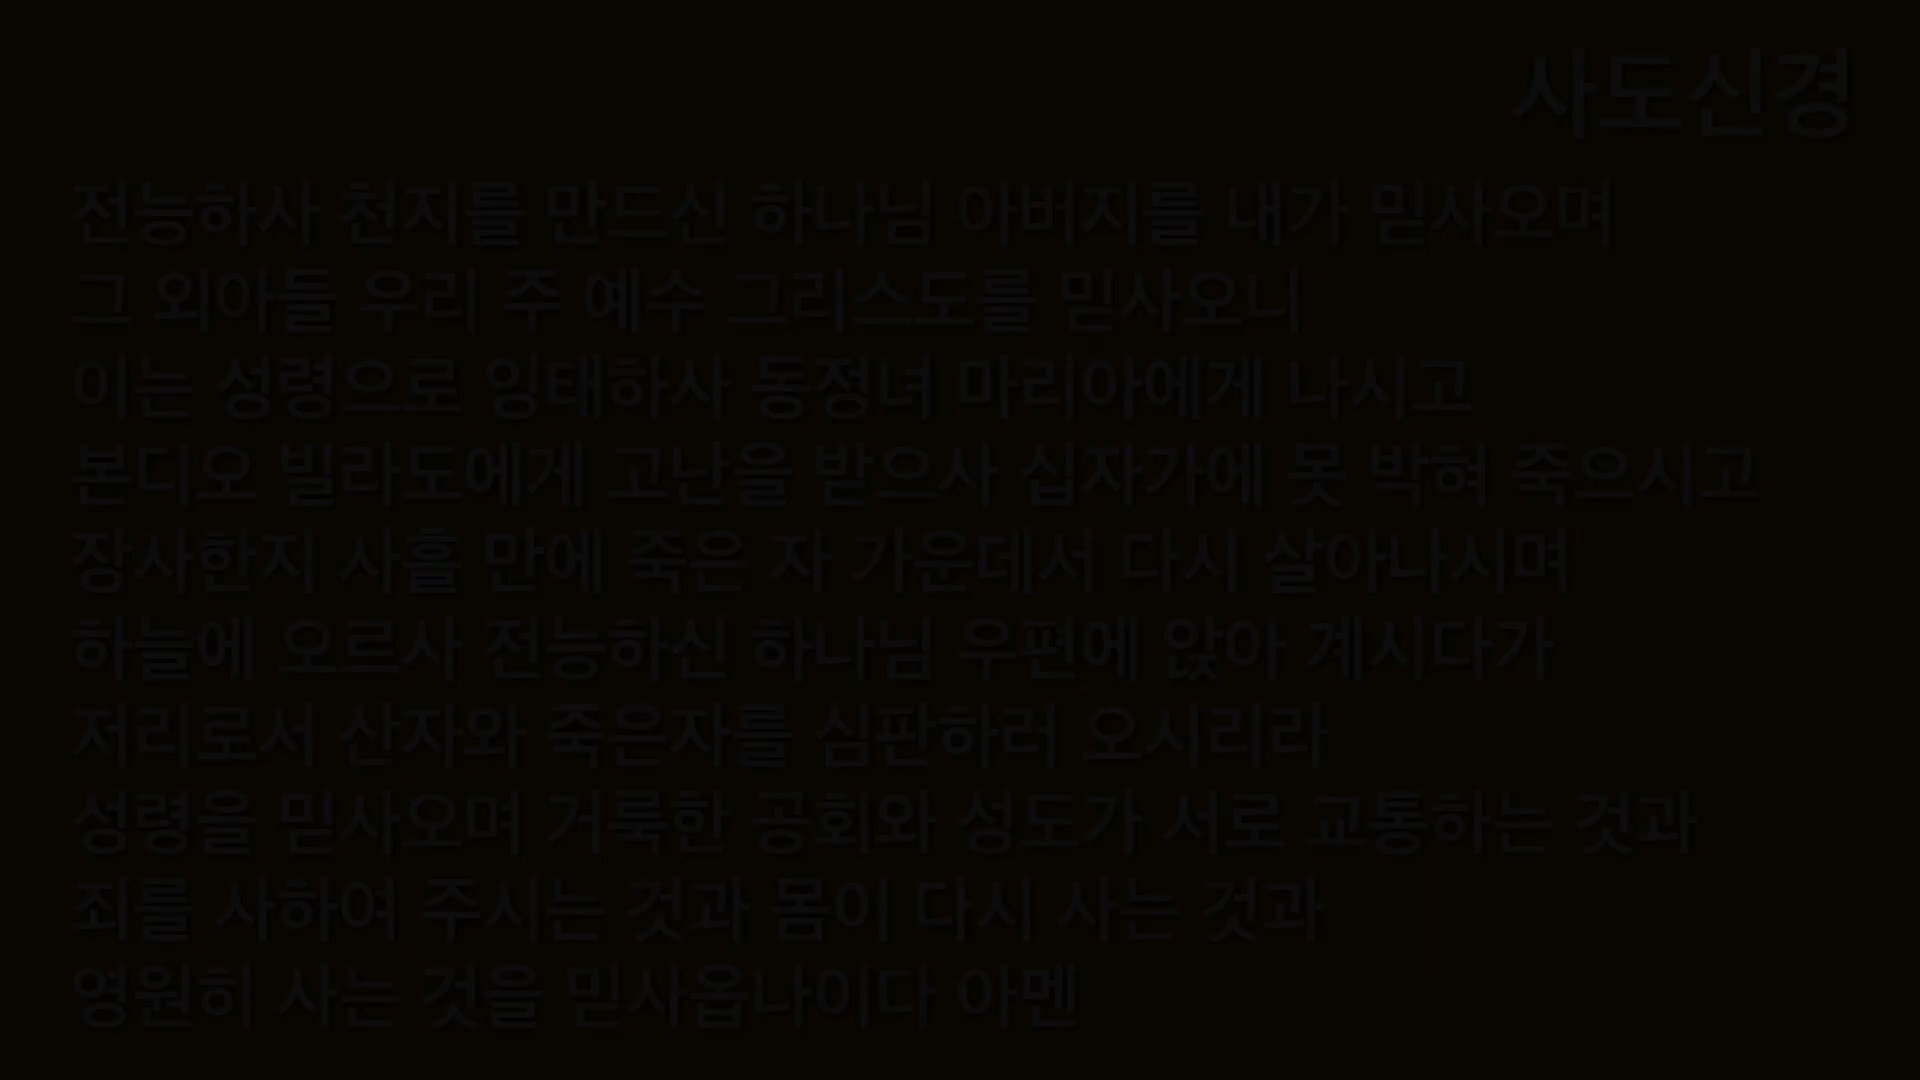 사도신경
전능하사 천지를 만드신 하나님 아버지를 내가 믿사오며
그 외아들 우리 주 예수 그리스도를 믿사오니
이는 성령으로 잉태하사 동정녀 마리아에게 나시고
본디오 빌라도에게 고난을 받으사 십자가에 못 박혀 죽으시고
장사한지 사흘 만에 죽은 자 가운데서 다시 살아나시며
하늘에 오르사 전능하신 하나님 우편에 앉아 계시다가
저리로서 산자와 죽은자를 심판하러 오시리라
성령을 믿사오며 거룩한 공회와 성도가 서로 교통하는 것과
죄를 사하여 주시는 것과 몸이 다시 사는 것과
영원히 사는 것을 믿사옵나이다 아멘